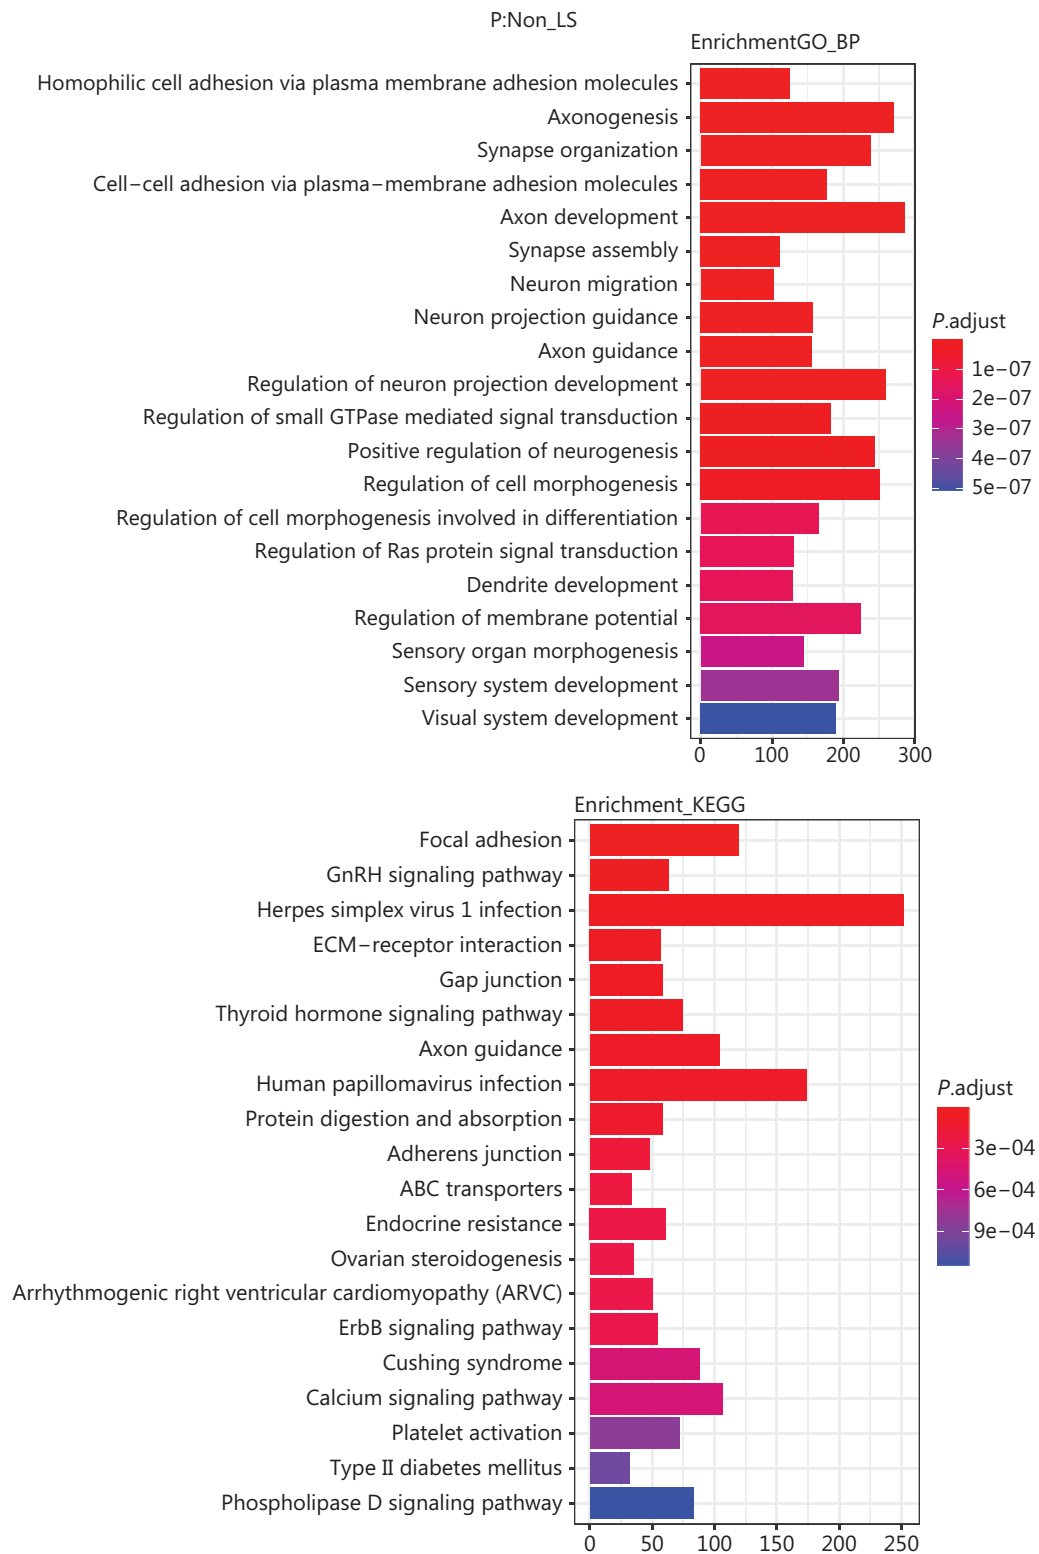 P:Non_LS
EnrichmentGO_BP
Homophilic cell adhesion via plasma membrane adhesion molecules
Axonogenesis
Synapse organization
Cell−cell adhesion via plasma−membrane adhesion molecules
Axon development
Synapse assembly
Neuron migration
Neuron projection guidance
Axon guidance
Regulation of neuron projection development
Regulation of small GTPase mediated signal transduction
Positive regulation of neurogenesis
Regulation of cell morphogenesis
Regulation of cell morphogenesis involved in differentiation
Regulation of Ras protein signal transduction
Dendrite development
Regulation of membrane potential
Sensory organ morphogenesis
Sensory system development
Visual system development
0 100 200 300
P.adjust
1e−07
2e−07
3e−07
4e−07
5e−07
Enrichment_KEGG
Focal adhesion
GnRH signaling pathway
Herpes simplex virus 1 infection
ECM−receptor interaction
Gap junction
Thyroid hormone signaling pathway
Axon guidance
Human papillomavirus infection
Protein digestion and absorption
Adherens junction
ABC transporters
Endocrine resistance
Ovarian steroidogenesis
Arrhythmogenic right ventricular cardiomyopathy (ARVC)
ErbB signaling pathway
Cushing syndrome
Calcium signaling pathway
Platelet activation
Type II diabetes mellitus
Phospholipase D signaling pathway
0 50 100 150 200 250
P.adjust
3e−04
6e−04
9e−04